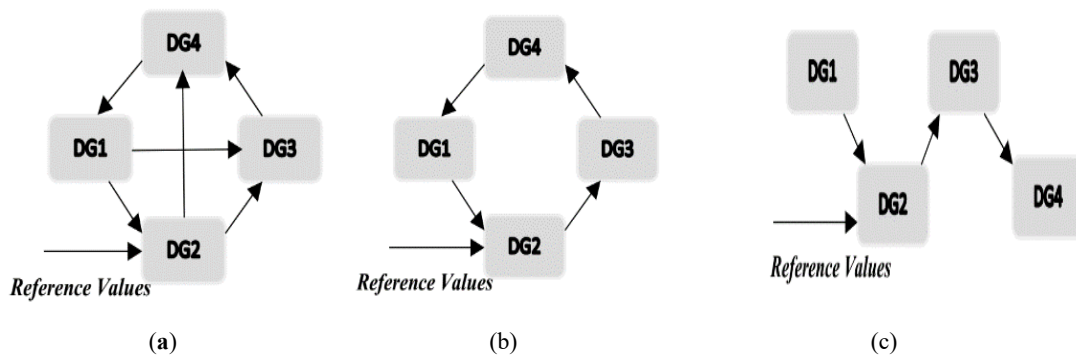 DG4
DG1
DG3
DG2
Reference Values
(a)
DG4
DG1
DG3
DG2
Reference Values
(b)
DG1
DG3
DG2
DG4
Reference Values
(c)